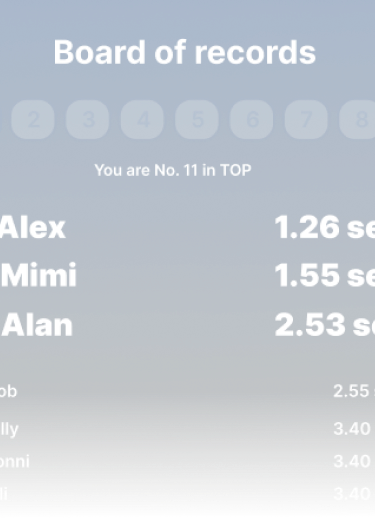 Board of records
2 3 4 5 6 7 8
You are No. 11 in TOP
Alex 1.26 se
Mimi 1.55 se
Alan 2.53 se
ob 2.55
lly 3.40
onni 3.40
li 3.40